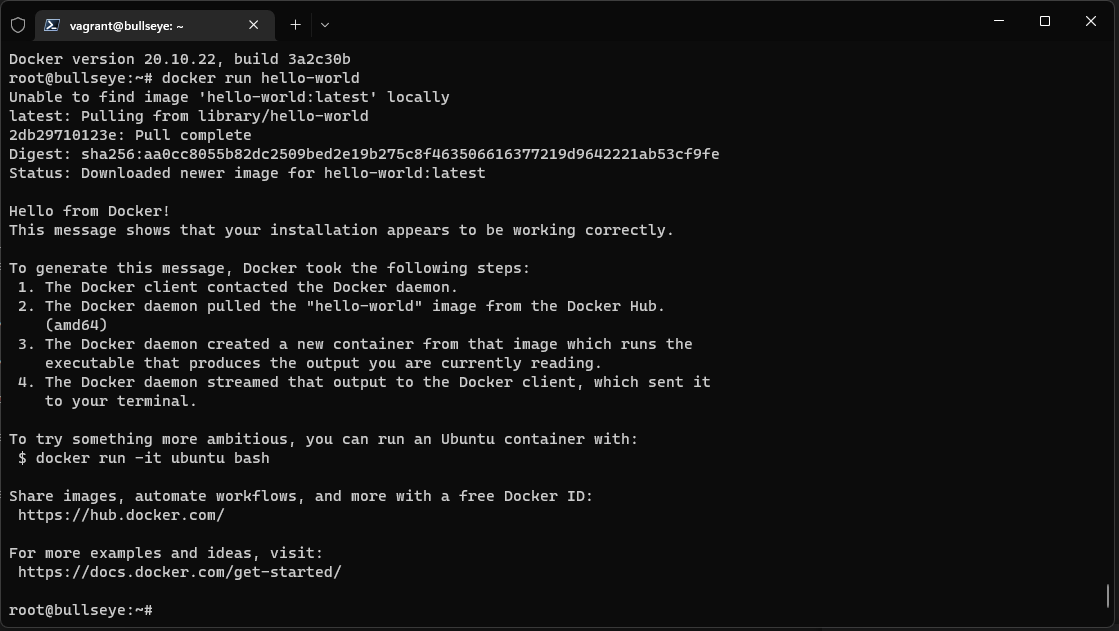 vagrant@bullseye: ~
Docker version 20.10.22, build 3a2c30b
root@bullseye:~# docker run hello-world
Unable to find image 'hello-world:latest' locally
latest: Pulling from library/hello-world
2db29710123e: Pull complete
Digest: sha256:aa0cc8055b82dc2509bed2e19b275c8f463506616377219d9642221ab53cf9fe
Status: Downloaded newer image for hello-world:latest

Hello from Docker!
This message shows that your installation appears to be working correctly.

To generate this message, Docker took the following steps:
 1. The Docker client contacted the Docker daemon.
 2. The Docker daemon pulled the "hello-world" image from the Docker Hub.
    (amd64)
 3. The Docker daemon created a new container from that image which runs the
    executable that produces the output you are currently reading.
 4. The Docker daemon streamed that output to the Docker client, which sent it
    to your terminal.

To try something more ambitious, you can run an Ubuntu container with:
 $ docker run -it ubuntu bash

Share images, automate workflows, and more with a free Docker ID:
 https://hub.docker.com/

For more examples and ideas, visit:
 https://docs.docker.com/get-started/

root@bullseye:~#